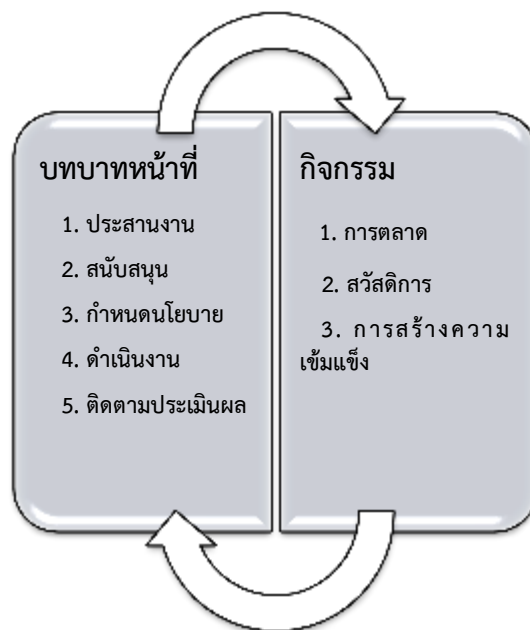 บทบาทหน้าที่
1. ประสานงาน
2. สนับสนุน
3. กำหนดนโยบาย
4. ดำเนินงาน
5. ติดตามประเมินผล
กิจกรรม
1. การตลาด
2. สวัสดิการ
3. การสร้างความ
เข้มแข็ง